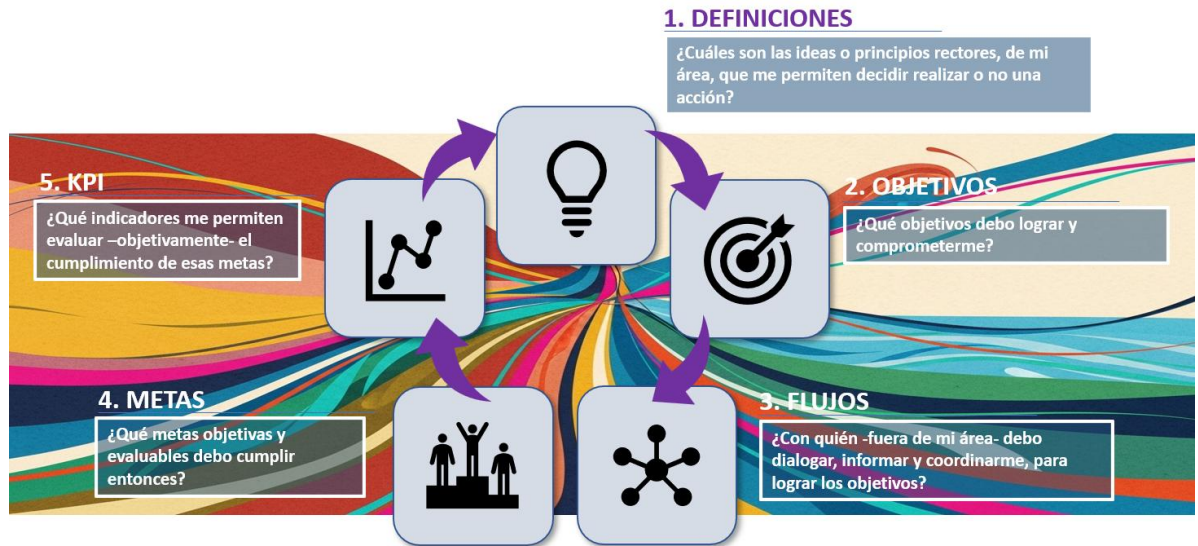 1. DEFINICIONES
¿Cuáles son las ideas o principios rectores, de mi
área, que me permiten decidir realizar o no una
acción?
2. OBJETIVOS
¿Qué objetivos debo lograr y
comprometerme?
3. FLUJOS
¿Con quién -fuera de mi área- debo
dialogar, informar y coordinarme, para
lograr los objetivos?
4. METAS
¿Qué metas objetivas y
evaluables debo cumplir
entonces?
5. KPI
¿Qué indicadores me permiten
evaluar –objetivamente- el
cumplimiento de esas metas?